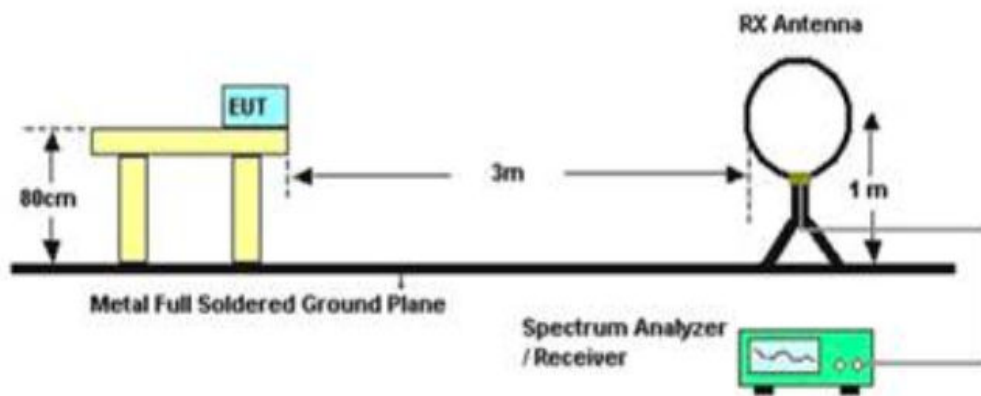 RX Antenna
EUT
3m
80cm
1 m
Metal Full Soldered Ground Plane
Spectrum Analyzer
/ Receiver